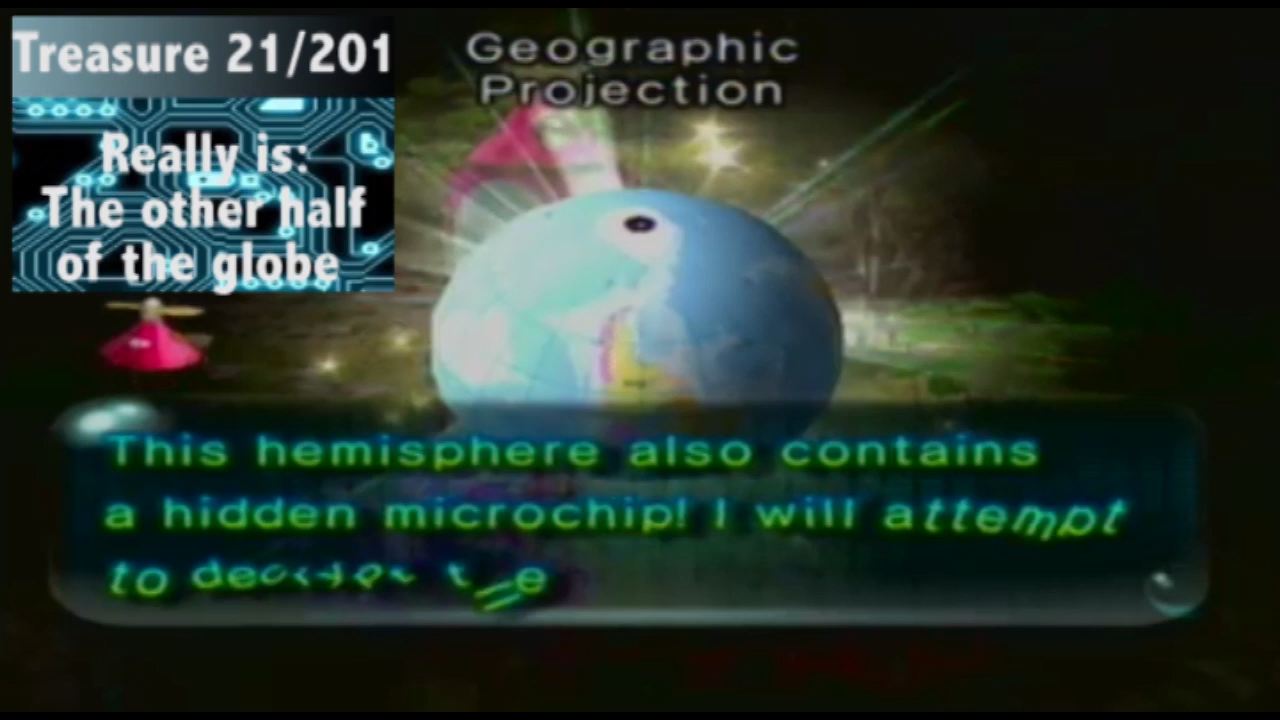 Treasure 21/201
Really is:
The other half
of the globe
Geographic
Projection
This hemisphere also contains
a hidden microchip! I will attempt
to